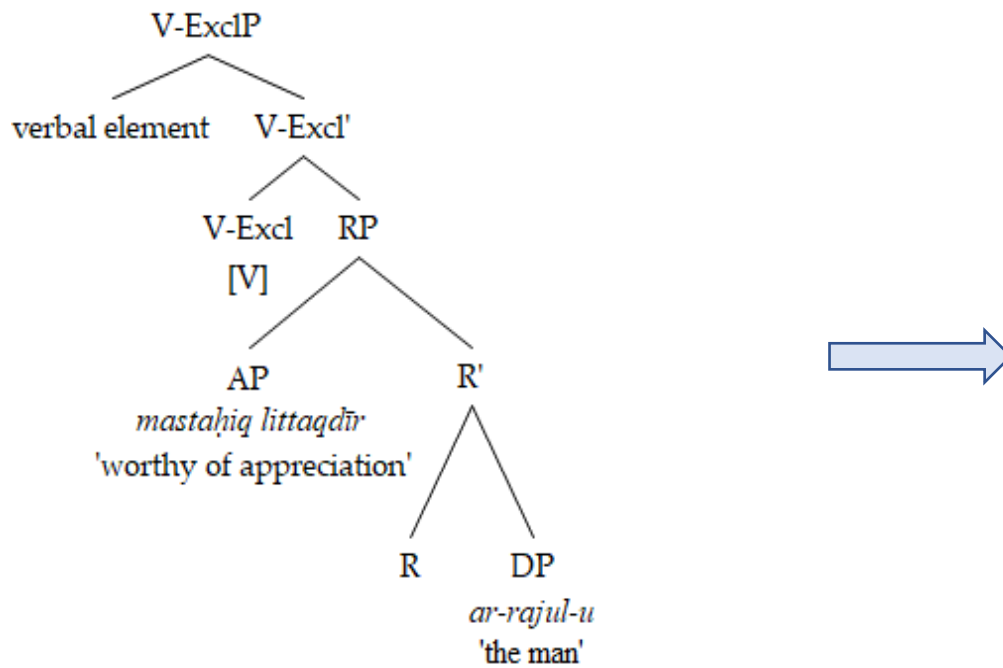 V-ExclP
verbal element V-Excl'
V-Excl RP
[V]
AP R'
mastaḥiq littaqdīr
'worthy of appreciation'
R DP
ar-rajul-u
'the man'